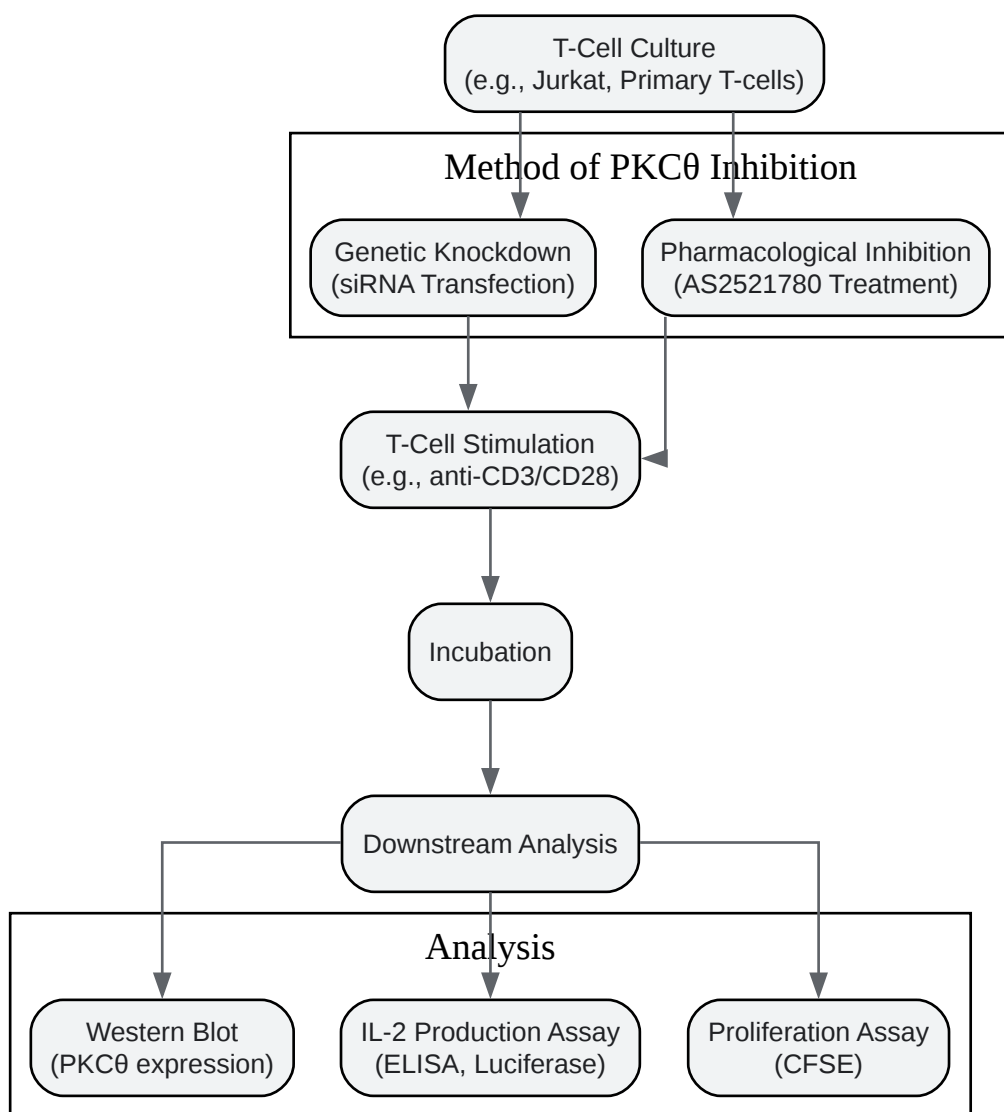 T-Cell Culture
(e.g., Jurkat, Primary T-cells)
Method of PKCθ Inhibition
Genetic Knockdown
(siRNA Transfection)
Pharmacological Inhibition
(AS2521780 Treatment)
T-Cell Stimulation
(e.g., anti-CD3/CD28)
Incubation
Downstream Analysis
Analysis
Western Blot
(PKCθ expression)
IL-2 Production Assay
(ELISA, Luciferase)
Proliferation Assay
(CFSE)